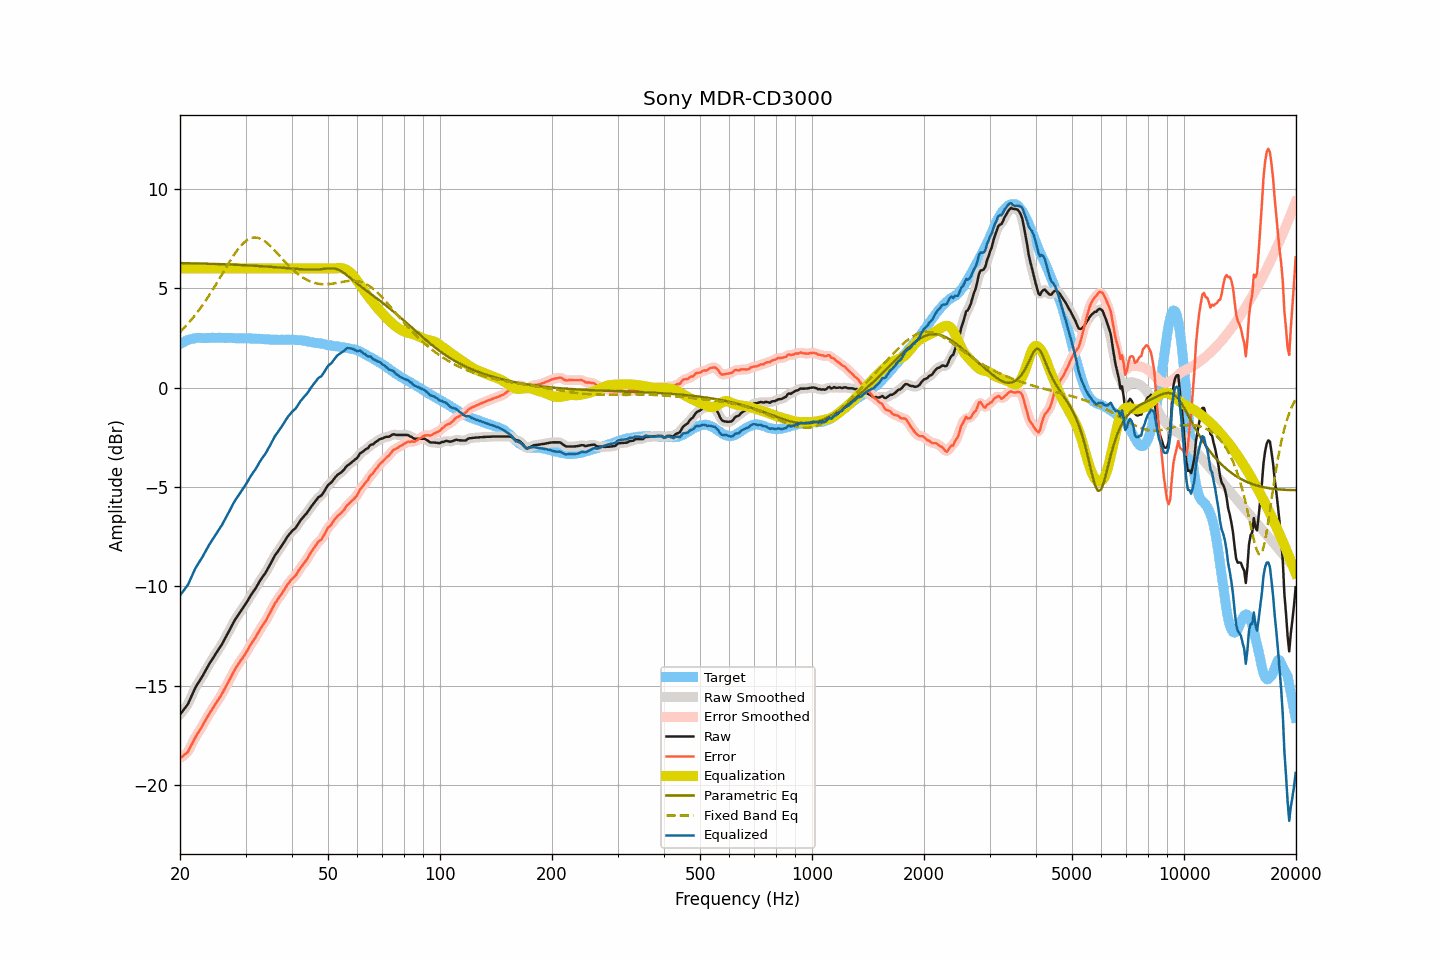 Sony MDR-CD3000
Amplitude (dBr)
10
5
0
−5
−10
−15
−20
Target
Raw Smoothed
Error Smoothed
Raw
Error
Equalization
Parametric Eq
Fixed Band Eq
Equalized
20 50 100 200 500 1000 2000 5000 10000 20000
Frequency (Hz)